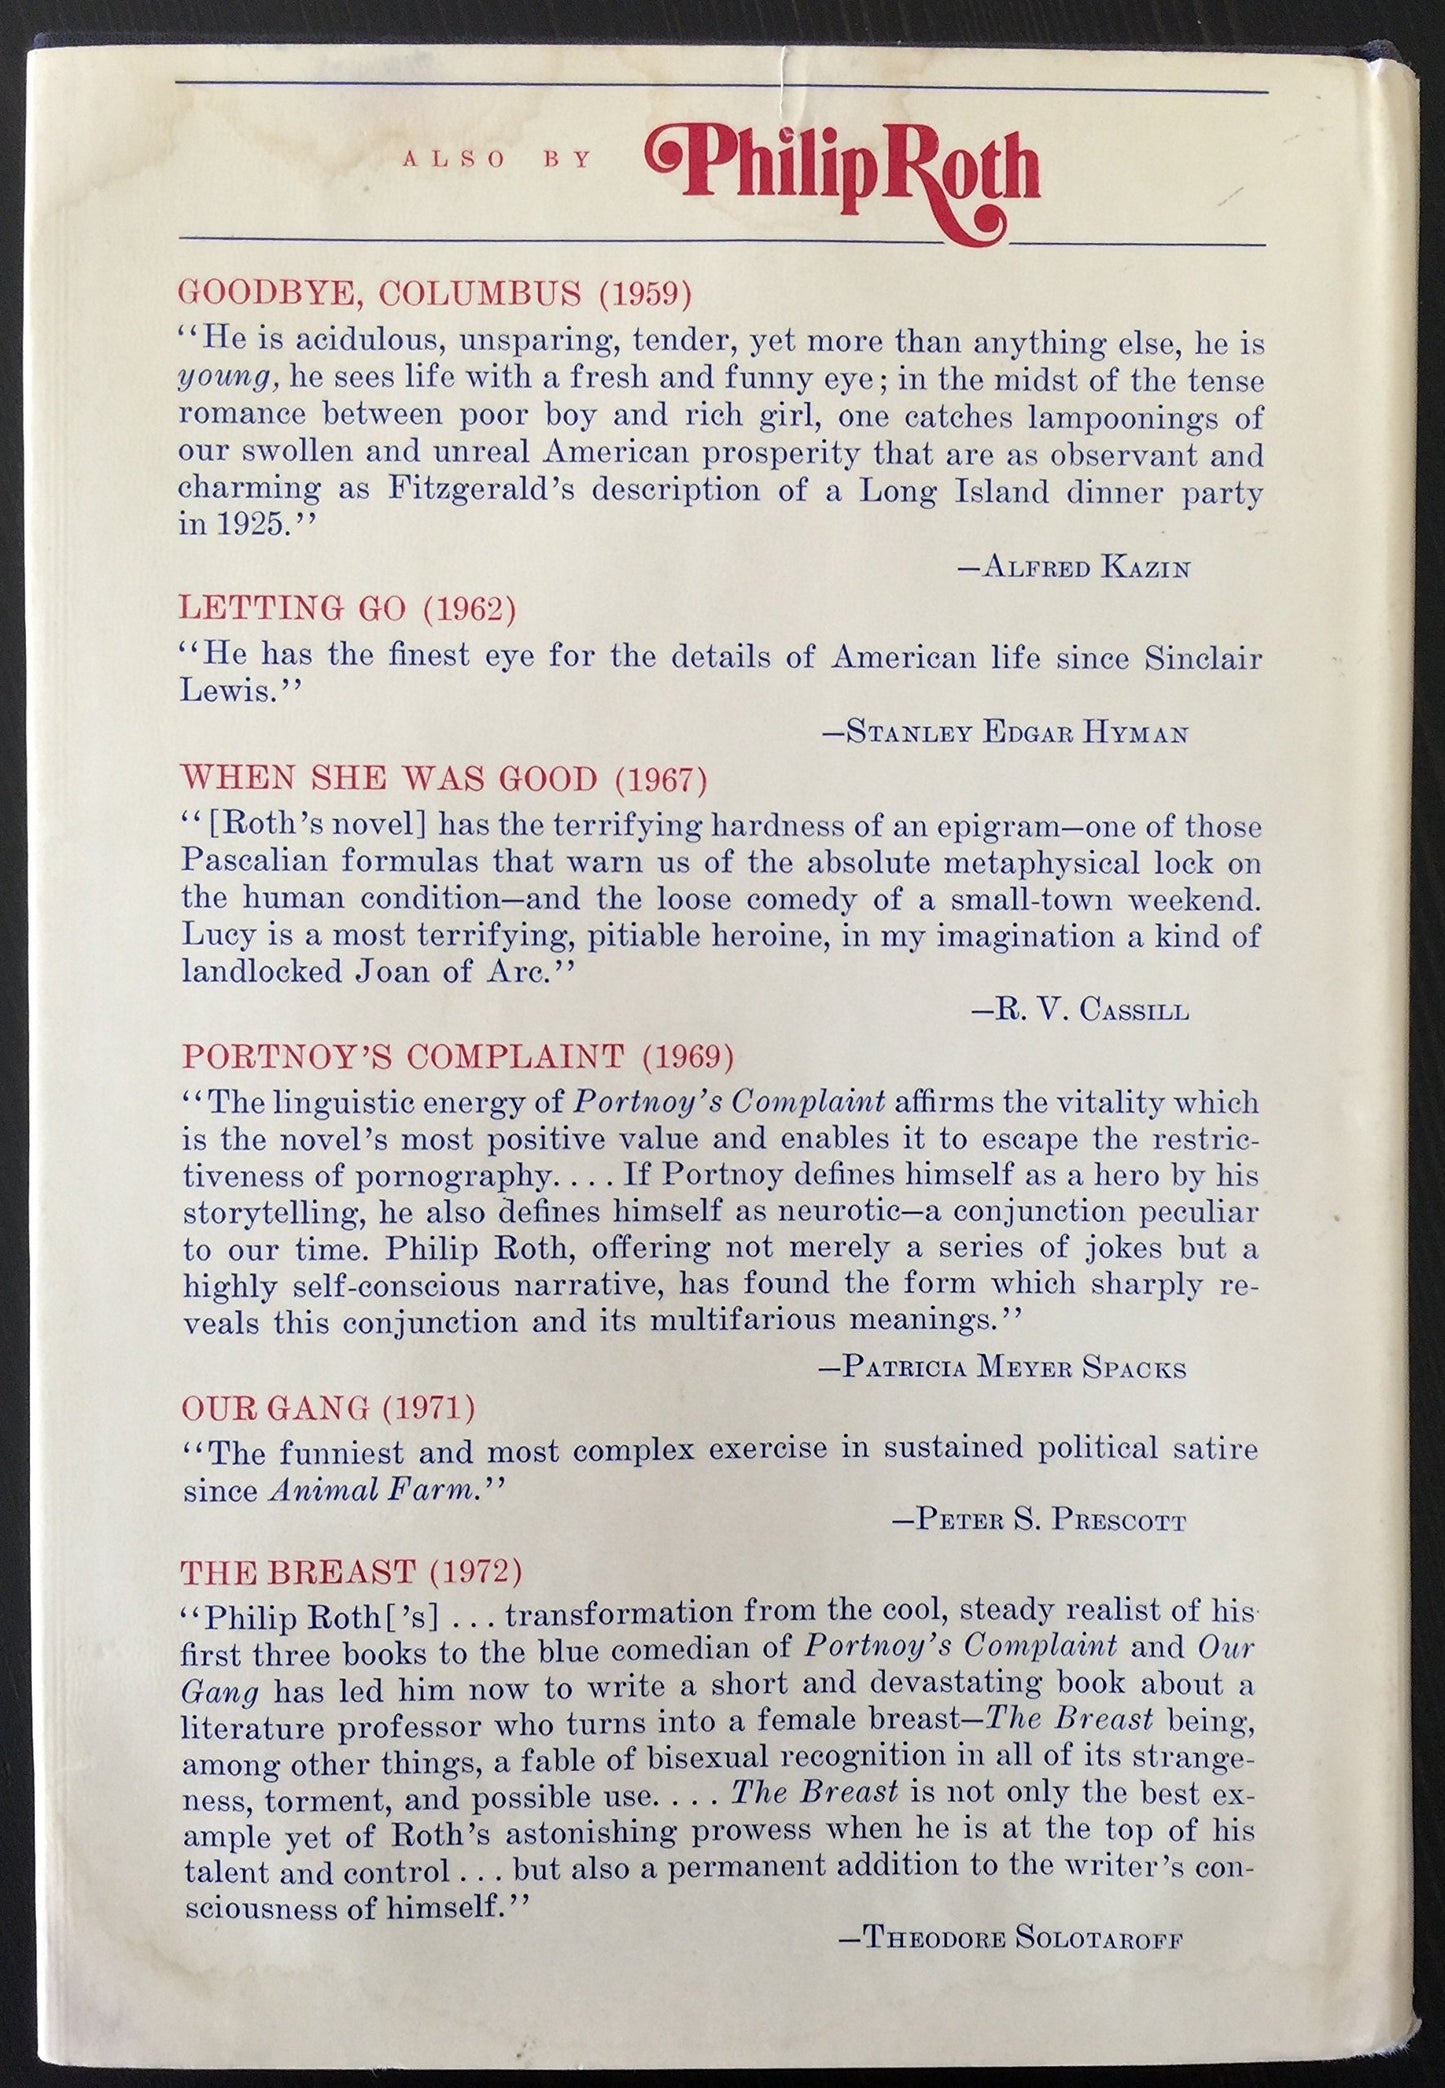 ALSO BY Philip Roth
GOODBYE, COLUMBUS (1959)
‘‘He is acidulous, unsparing, tender, yet more than anything else, he is
young, he sees life with a fresh and funny eye; in the midst of the tense
romance between poor boy and rich girl, one catches lampoonings of
our swollen and unreal American prosperity that are as observant and
charming as Fitzgerald’s description of a Long Island dinner party
in 1925.’’
—ALFRED KAZIN
LETTING GO (1962)
‘‘He has the finest eye for the details of American life since Sinclair
Lewis.’’
—STANLEY EDGAR HYMAN
WHEN SHE WAS GOOD (1967)
‘‘[Roth’s novel] has the terrifying hardness of an epigram—one of those
Pascalian formulas that warn us of the absolute metaphysical lock on
the human condition—and the loose comedy of a small-town weekend.
Lucy is a most terrifying, pitiable heroine, in my imagination a kind of
landlocked Joan of Arc.’’
—R. V. CASSILL
PORTNOY’S COMPLAINT (1969)
‘‘The linguistic energy of Portnoy’s Complaint affirms the vitality which
is the novel’s most positive value and enables it to escape the restric-
tiveness of pornography. . . . If Portnoy defines himself as a hero by his
storytelling, he also defines himself as neurotic—a conjunction peculiar
to our time. Philip Roth, offering not merely a series of jokes but a
highly self-conscious narrative, has found the form which sharply re-
veals this conjunction and its multifarious meanings.’’
—PATRICIA MEYER SPACKS
OUR GANG (1971)
‘‘The funniest and most complex exercise in sustained political satire
since Animal Farm.’’
—PETER S. PRESCOTT
THE BREAST (1972)
‘‘Philip Roth[’s] . . . transformation from the cool, steady realist of his
first three books to the blue comedian of Portnoy’s Complaint and Our
Gang has led him now to write a short and devastating book about a
literature professor who turns into a female breast—The Breast being,
among other things, a fable of bisexual recognition in all of its strange-
ness, torment, and possible use. . . . The Breast is not only the best ex-
ample yet of Roth’s astonishing prowess when he is at the top of his
talent and control . . . but also a permanent addition to the writer’s con-
sciousness of himself.’’
—THEODORE SOLOTAROFF